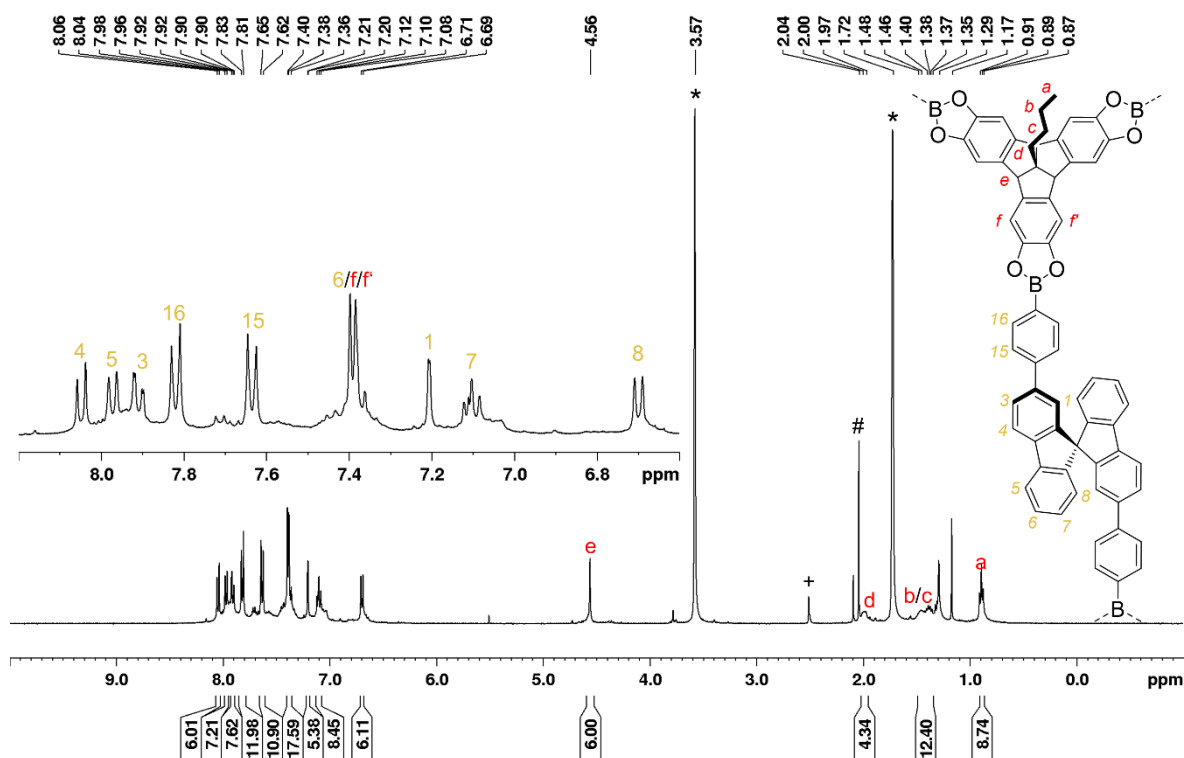 8.06 8.04 7.98 7.96 7.92 7.92 7.90 7.90 7.83 7.81 7.65 7.62 7.40 7.38 7.36 7.21 7.20 7.12 7.10 7.08 6.71 6.69 4.56 3.57 2.04 2.00 1.97 1.72 1.48 1.46 1.40 1.38 1.37 1.35 1.29 1.17 0.91 0.89 0.87
* *
a
b
B O O B
c
O O
d
e
f f'
O O
B
16
15
3 1
4
5 8
6 7
B
4 5 3 16 15 6/f/f' 1 7 8
8.0 7.8 7.6 7.4 7.2 7.0 6.8 ppm
#
e + d b/c a
9.0 8.0 7.0 6.0 5.0 4.0 3.0 2.0 1.0 0.0 ppm
6.01 7.21 7.62 11.98 10.90 17.59 5.38 8.45 6.11 6.00 4.34 12.40 8.74